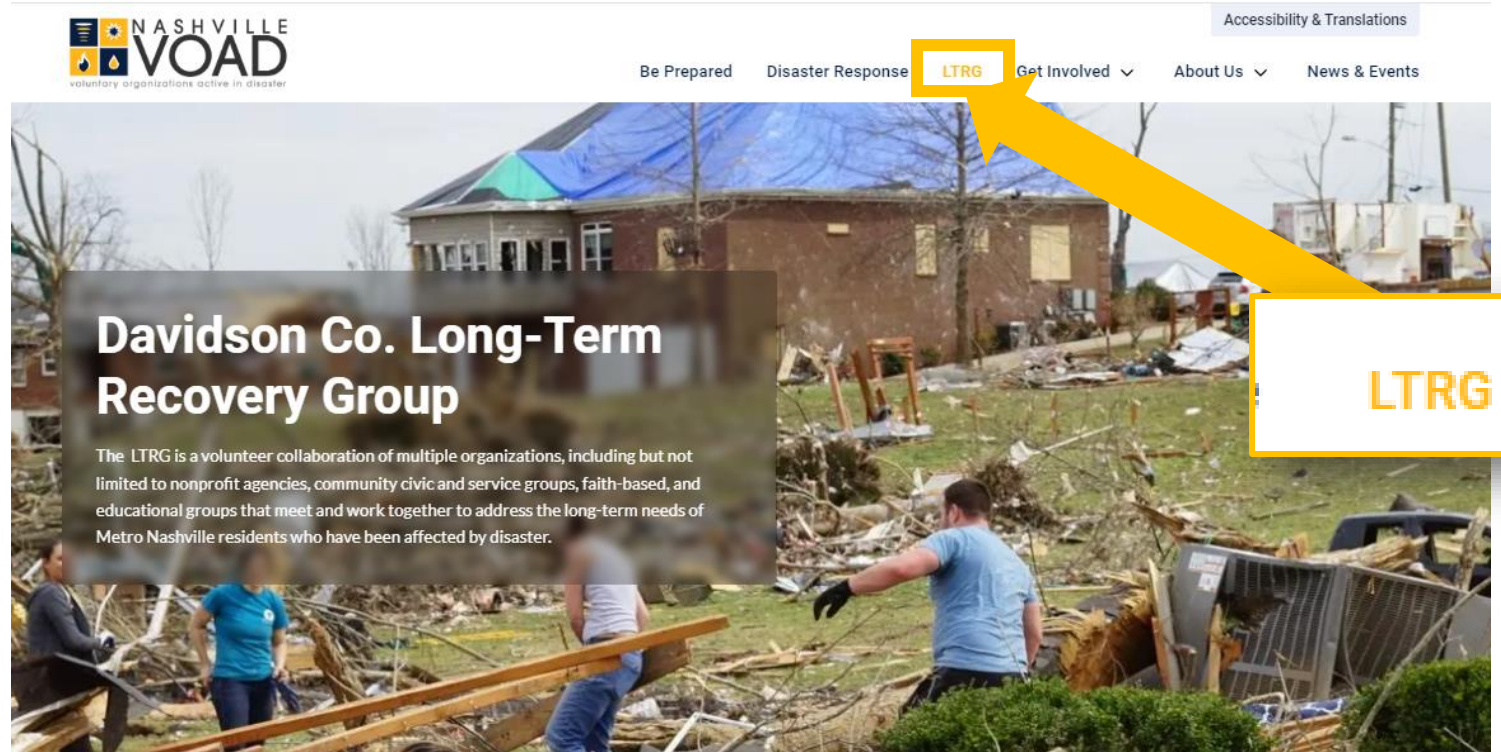 NASHVILLE
VOAD
voluntary organizations active in disaster
Accessibility & Translations
Be Prepared Disaster Response LTRG Get Involved About Us News & Events
Davidson Co. Long-Term
Recovery Group
The LTRG is a volunteer collaboration of multiple organizations, including but not
limited to nonprofit agencies, community civic and service groups, faith-based, and
educational groups that meet and work together to address the long-term needs of
Metro Nashville residents who have been affected by disaster.
LTRG